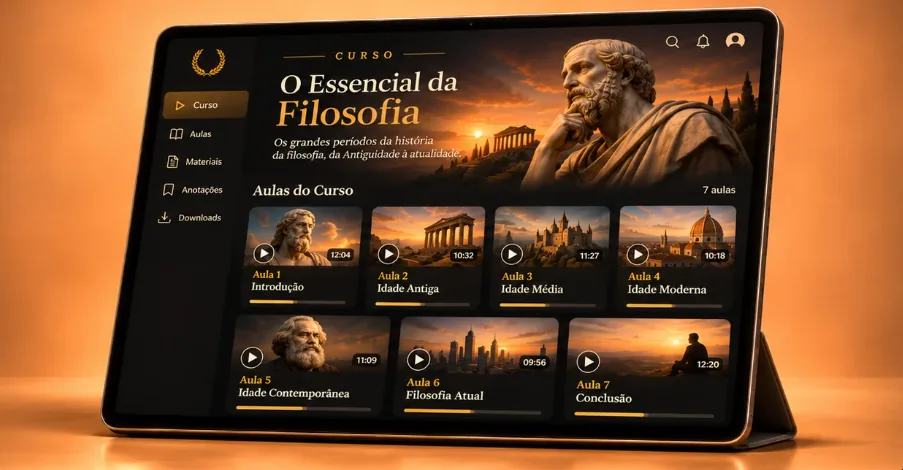 CURSO
O Essencial da
Filosofia
Os grandes períodos da história
da filosofia, da Antiguidade à atualidade.
Curso
Aulas
Materiais
Anotações
Downloads
Aulas do Curso
7 aulas
12:04
Aula 1
Introdução
10:32
Aula 2
Idade Antiga
11:27
Aula 3
Idade Média
10:18
Aula 4
Idade Moderna
11:09
Aula 5
Idade Contemporânea
09:56
Aula 6
Filosofia Atual
12:20
Aula 7
Conclusão